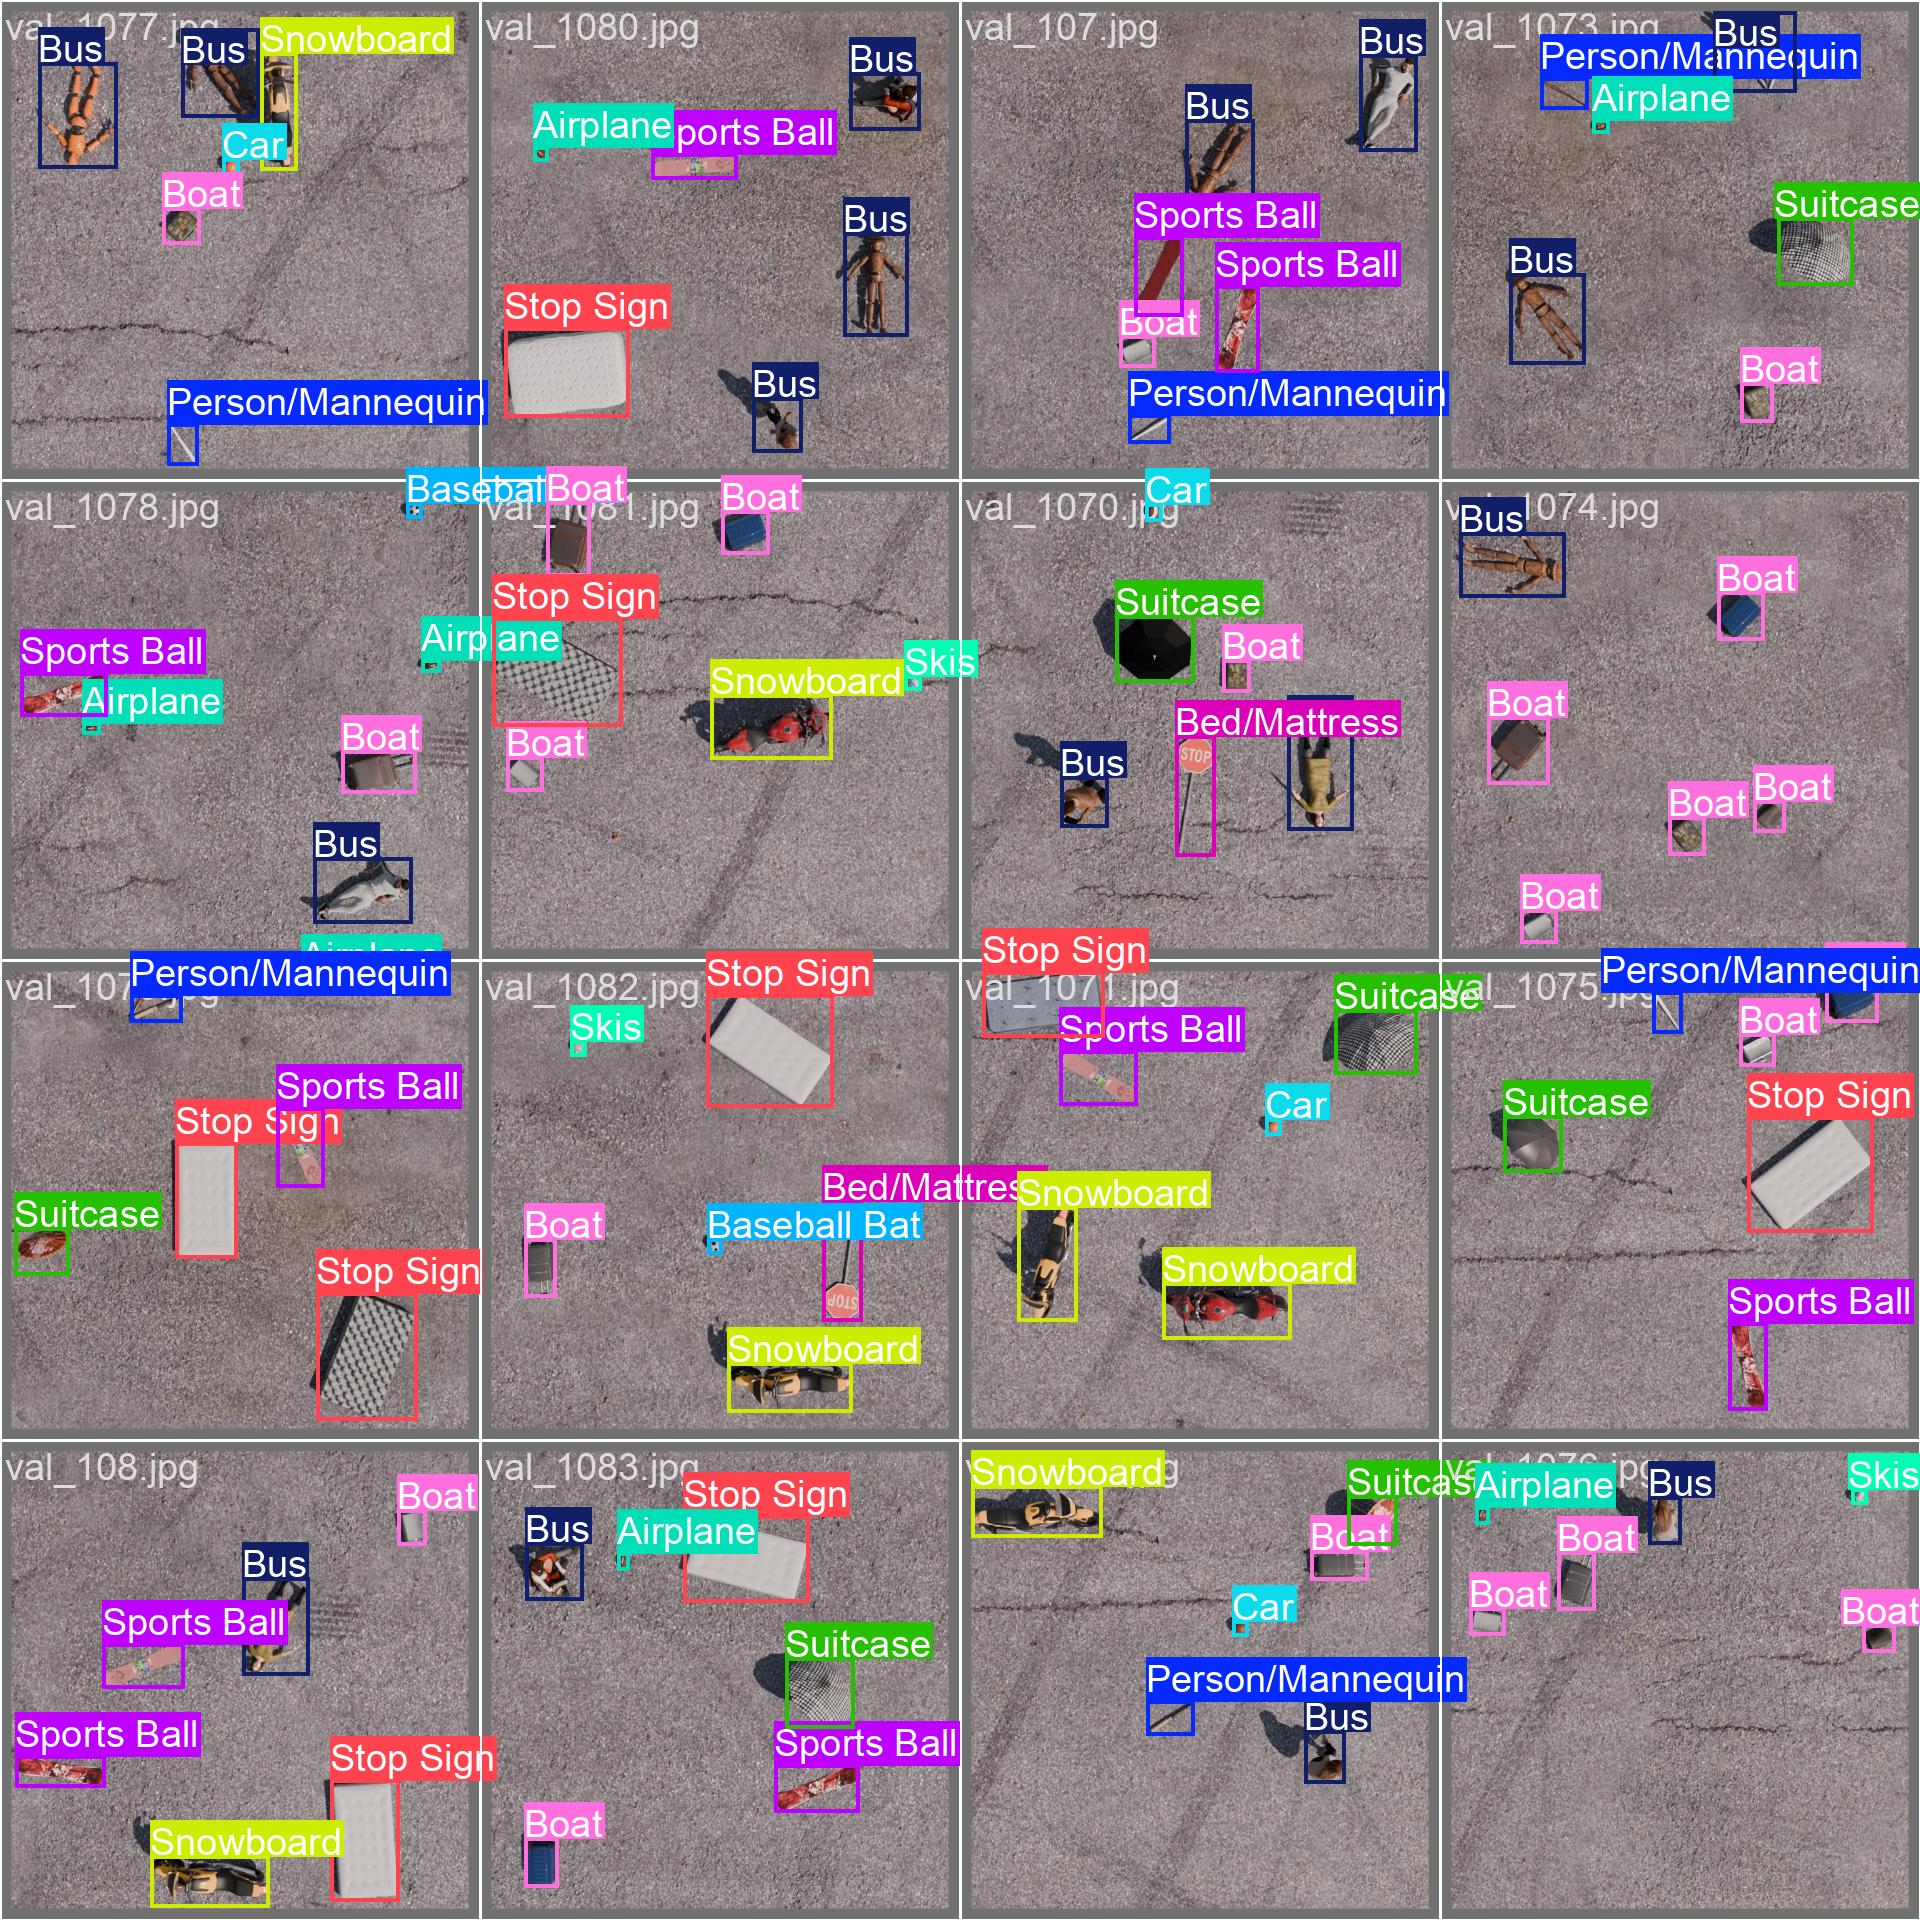 val_1077.jpg
Bus
Bus
Snowboard
Car
Boat
Person/Mannequin
val_1080.jpg
Bus
Airplane
Sports Ball
Bus
Stop Sign
Bus
val_107.jpg
Bus
Bus
Sports Ball
Sports Ball
Boat
Person/Mannequin
val_1073.jpg
Bus
Person/Mannequin
Airplane
Suitcase
Bus
Boat
val_1078.jpg
Baseball
Sports Ball
Airplane
Airplane
Boat
Bus
Airplane
val_1081.jpg
Boat
Boat
Stop Sign
Skis
Snowboard
Boat
val_1070.jpg
Car
Suitcase
Boat
Bed/Mattress
STOP
Bus
val_1074.jpg
Bus
Boat
Boat
Boat
Boat
Boat
Person/Mannequin
Sports Ball
Stop Sign
Suitcase
Stop Sign
val_1082.jpg
Stop Sign
Skis
Bed/Mattres
Boat
Baseball Bat
STOP
Snowboard
val_1071.jpg
Stop Sign
Suitcase
Sports Ball
Car
Snowboard
Snowboard
val_1075.jpg
Person/Mannequin
Boat
Suitcase
Stop Sign
Sports Ball
val_108.jpg
Boat
Bus
Sports Ball
Sports Ball
Stop Sign
Snowboard
val_1083.jpg
Stop Sign
Bus
Airplane
Suitcase
Sports Ball
Boat
Snowboard
Suitcas
Boat
Car
Person/Mannequin
Bus
val_1076.jpg
Airplane
Bus
Skis
Boat
Boat
Boat